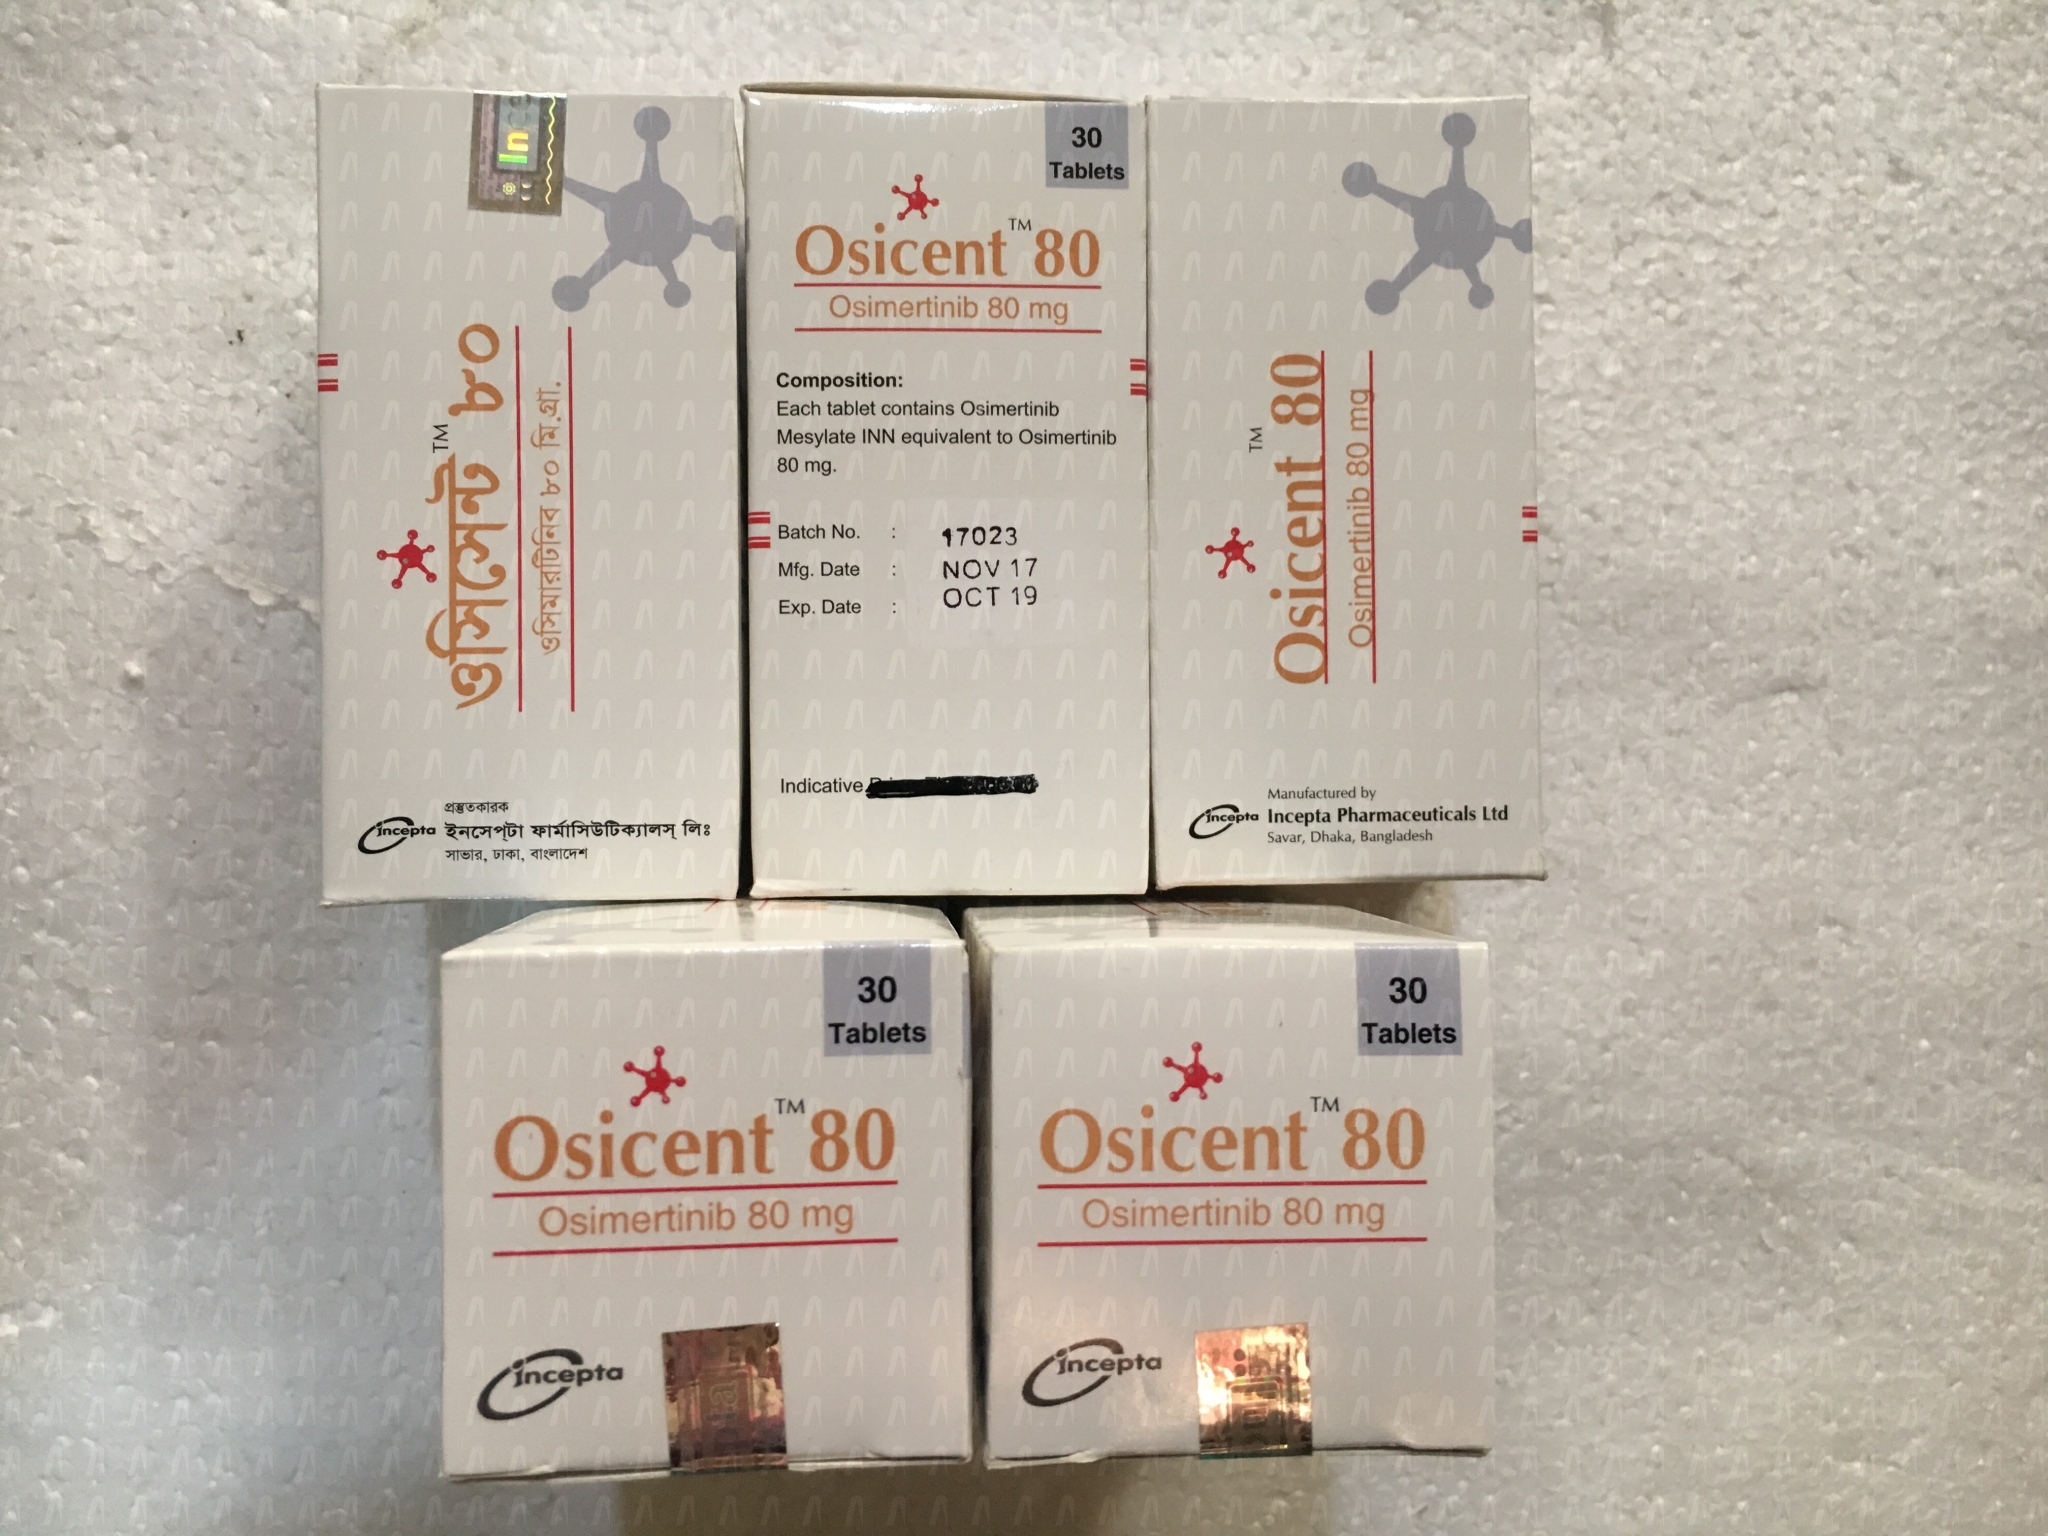 Ince
ওসিসেন্ট™ ৮০
ওসিমারটিনিব ৮০ মি.গ্রা.
incepta
প্রস্তুতকারক
ইনসেপ্‌টা ফার্মাসিউটিক্যালস্ লিঃ
সাভার, ঢাকা, বাংলাদেশ
30
Tablets
Osicent™ 80
Osimertinib 80 mg
Composition:
Each tablet contains Osimertinib
Mesylate INN equivalent to Osimertinib
80 mg.
Batch No. : 17023
Mfg. Date : NOV 17
Exp. Date : OCT 19
Indicative
Osicent™ 80
Osimertinib 80 mg
incepta
Manufactured by
Incepta Pharmaceuticals Ltd
Savar, Dhaka, Bangladesh
30
Tablets
Osicent™ 80
Osimertinib 80 mg
incepta
30
Tablets
Osicent™ 80
Osimertinib 80 mg
incepta